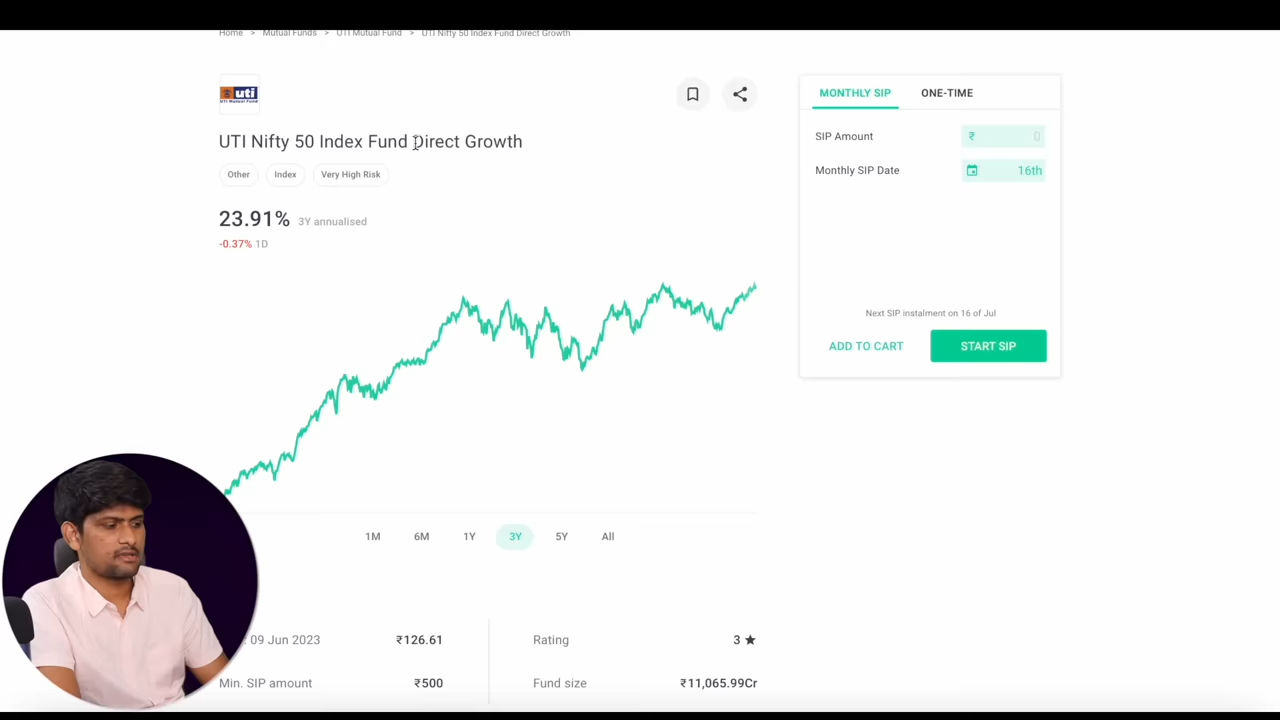 Home > Mutual Funds > UTI Mutual Fund > UTI Nifty 50 Index Fund Direct Growth
uti
UTI Mutual Fund
UTI Nifty 50 Index Fund Direct Growth
Other Index Very High Risk
23.91% 3Y annualised
-0.37% 1D
MONTHLY SIP ONE-TIME
SIP Amount ₹ 0
Monthly SIP Date 16th
Next SIP instalment on 16 of Jul
ADD TO CART START SIP
1M 6M 1Y 3Y 5Y All
09 Jun 2023 ₹126.61
Rating 3 ★
Min. SIP amount ₹500
Fund size ₹11,065.99Cr